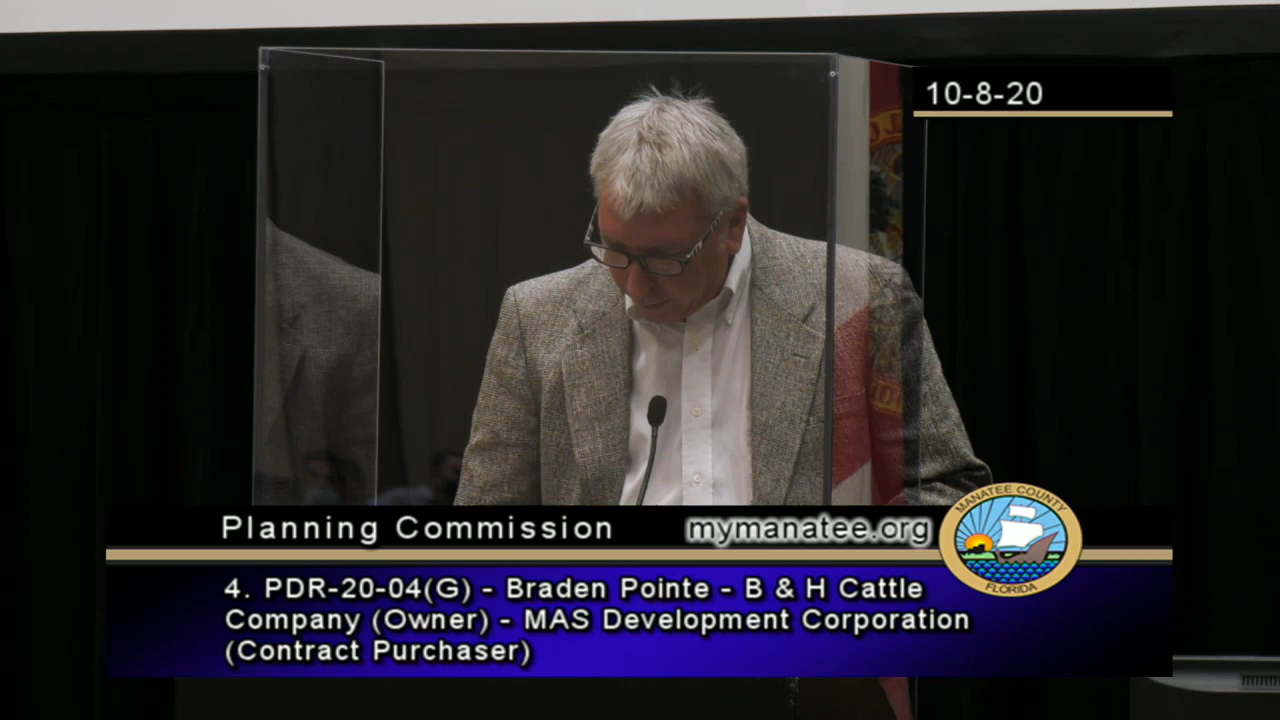 10-8-20
Planning Commission
mymanatee.org
MANATEE COUNTY
FLORIDA
4. PDR-20-04(G) - Braden Pointe - B & H Cattle
Company (Owner) - MAS Development Corporation
(Contract Purchaser)